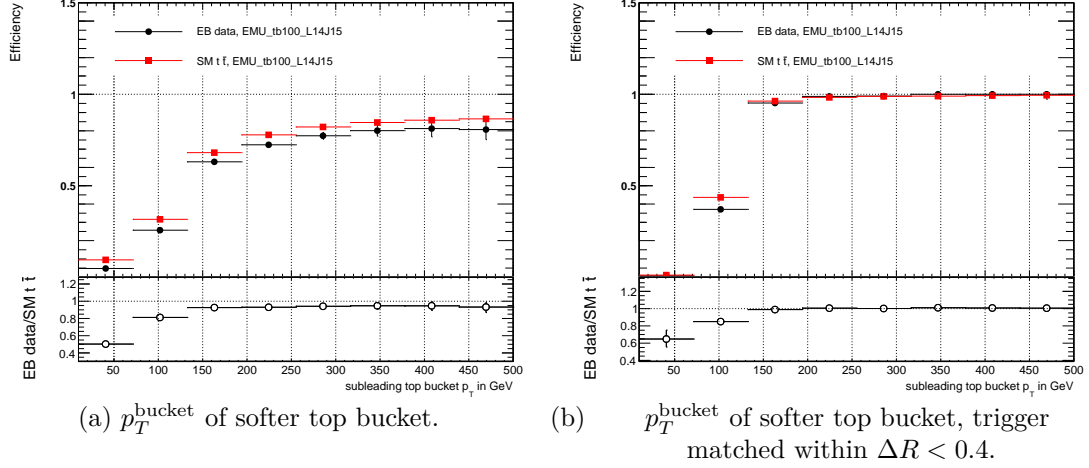 Efficiency
1.5
1
0.5
EB data, EMU_tb100_L14J15
SM t t̄, EMU_tb100_L14J15
EB data/SM t t̄
1.2
1
0.8
0.6
0.4
50 100 150 200 250 300 350 400 450 500
subleading top bucket p_T in GeV
(a) p_T^bucket of softer top bucket.
Efficiency
1.5
1
0.5
EB data, EMU_tb100_L14J15
SM t t̄, EMU_tb100_L14J15
EB data/SM t t̄
1.2
1
0.8
0.6
0.4
50 100 150 200 250 300 350 400 450 500
subleading top bucket p_T in GeV
(b) p_T^bucket of softer top bucket, trigger
matched within ΔR < 0.4.